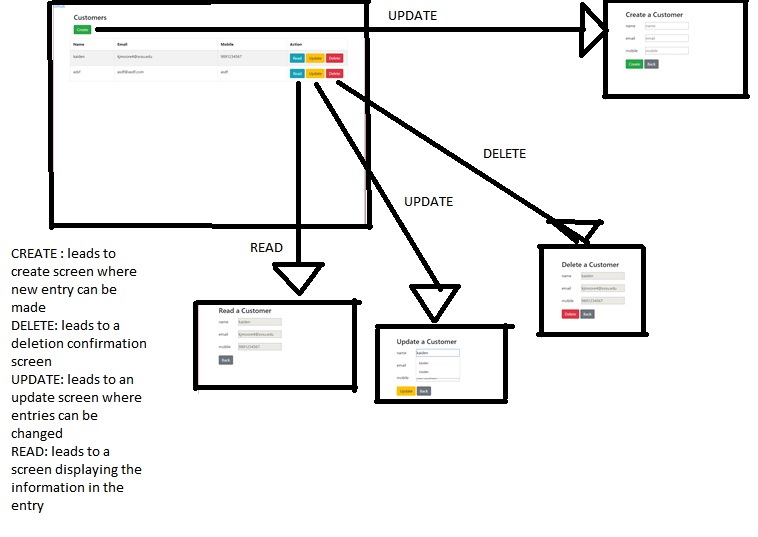 Customers
Create
Name Email Mobile Action
kaiden kjmoore4@svsu.edu 9891234567 Read Update Delete
asdf asdf@asdf.com asdf Read Update Delete
UPDATE
Create a Customer
name name
email email
mobile mobile
Create Back
DELETE
UPDATE
READ
Delete a Customer
name kaiden
email kjmoore4@svsu.edu
mobile 9891234567
Delete Back
Read a Customer
name kaiden
email kjmoore4@svsu.edu
mobile 9891234567
Back
Update a Customer
name kaiden
email kaiden
kaiden
mobile
Update Back
CREATE : leads to
create screen where
new entry can be
made
DELETE: leads to a
deletion confirmation
screen
UPDATE: leads to an
update screen where
entries can be
changed
READ: leads to a
screen displaying the
information in the
entry